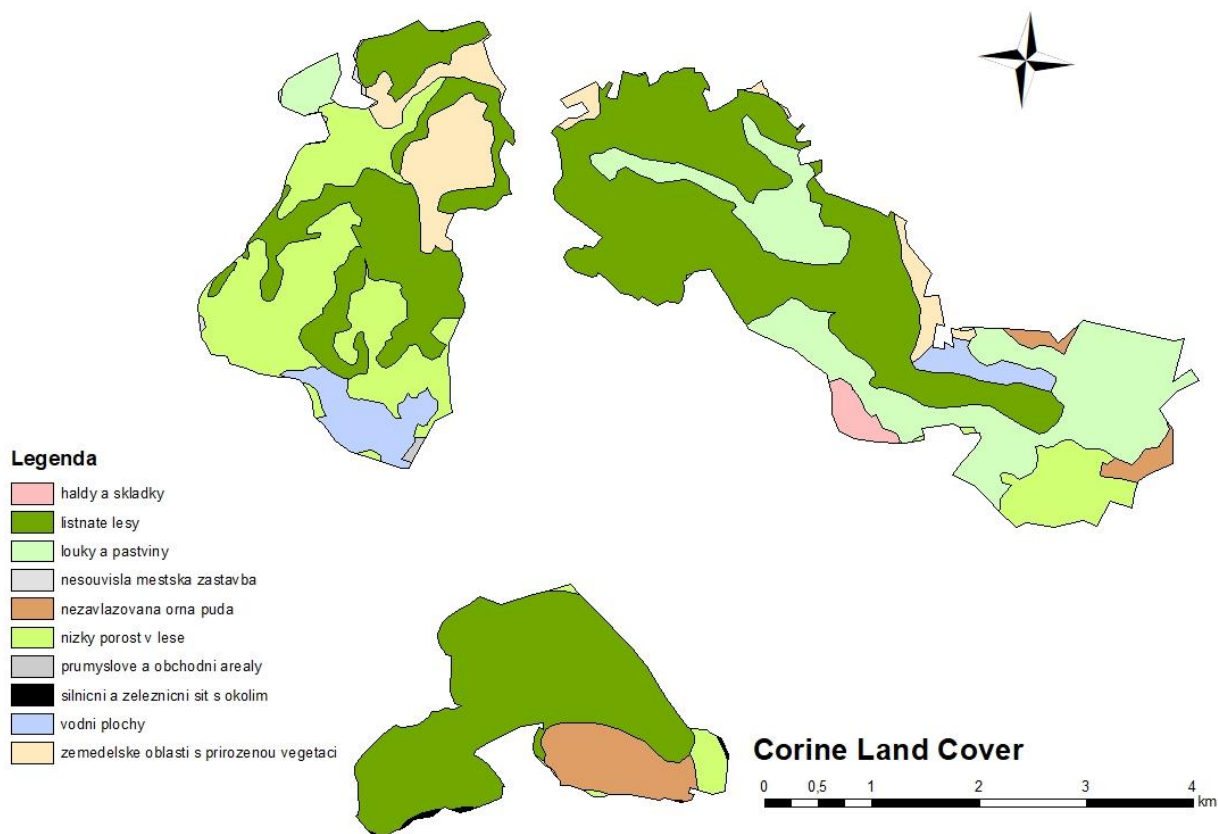 Legenda
haldy a skladky
listnate lesy
louky a pastviny
nesouvisla mestska zastavba
nezavlazovana orna puda
nizky porost v lese
prumyslove a obchodni arealy
silnicni a zeleznicni sit s okolim
vodni plochy
zemedelske oblasti s prirozenou vegetaci
Corine Land Cover
0 0,5 1 2 3 4
km